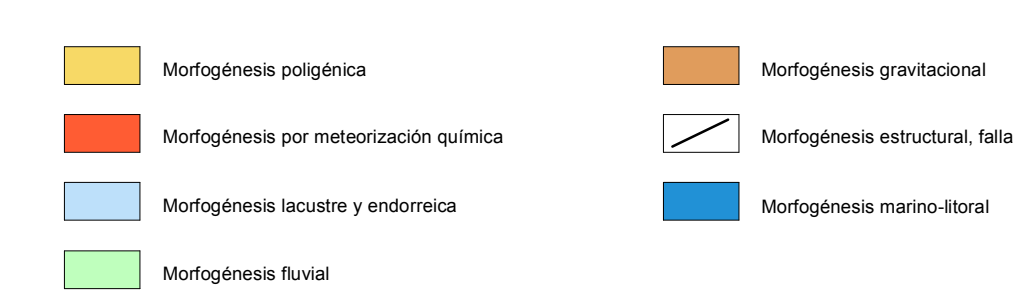 Morfogénesis poligénica
Morfogénesis por meteorización química
Morfogénesis lacustre y endorreica
Morfogénesis fluvial
Morfogénesis gravitacional
Morfogénesis estructural, falla
Morfogénesis marino-litoral